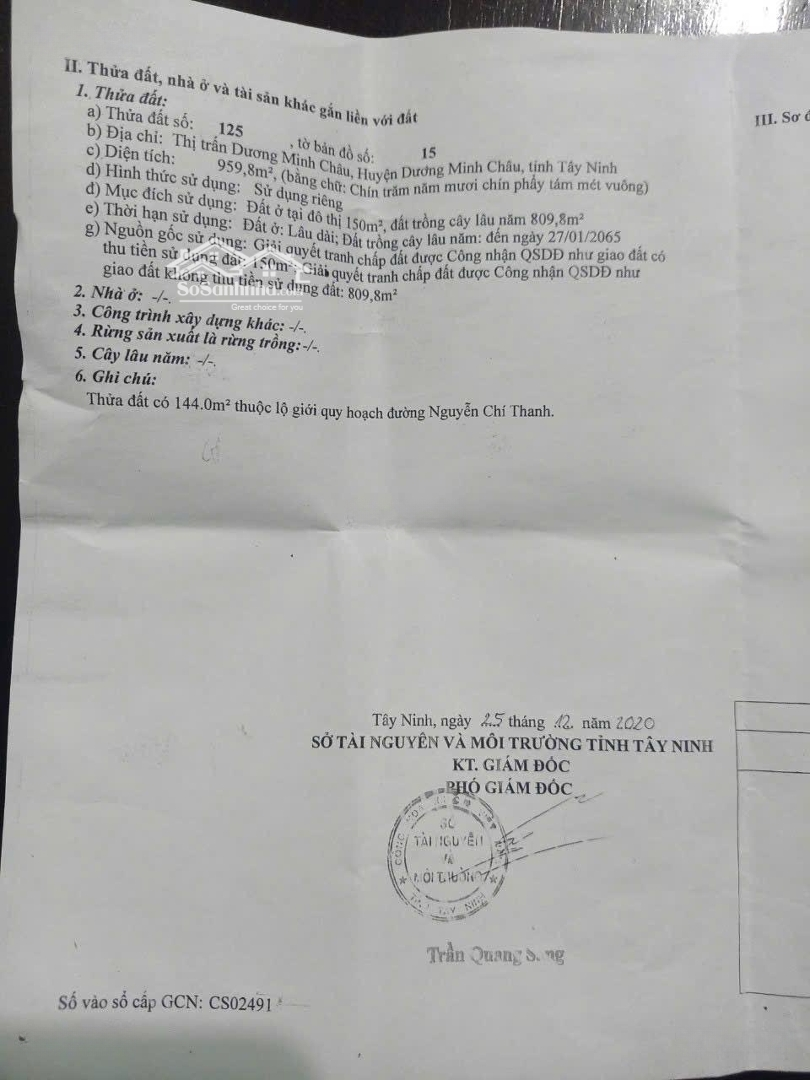 II. Thửa đất, nhà ở và tài sản khác gắn liền với đất
1. Thửa đất:
a) Thửa đất số: 125 , tờ bản đồ số: 15
b) Địa chỉ: Thị trấn Dương Minh Châu, Huyện Dương Minh Châu, tỉnh Tây Ninh
c) Diện tích: 959,8m², (bằng chữ: Chín trăm năm mươi chín phẩy tám mét vuông)
d) Hình thức sử dụng: Sử dụng riêng
đ) Mục đích sử dụng: Đất ở tại đô thị 150m², đất trồng cây lâu năm 809,8m²
e) Thời hạn sử dụng: Đất ở: Lâu dài; Đất trồng cây lâu năm: đến ngày 27/01/2065
g) Nguồn gốc sử dụng: Giải quyết tranh chấp đất được Công nhận QSDĐ như giao đất có
thu tiền sử dụng đất: 150m²; Giải quyết tranh chấp đất được Công nhận QSDĐ như
giao đất không thu tiền sử dụng đất: 809,8m²
2. Nhà ở: -/-.
3. Công trình xây dựng khác: -/-.
4. Rừng sản xuất là rừng trồng:-/-.
5. Cây lâu năm: -/-.
6. Ghi chú:
Thửa đất có 144.0m² thuộc lộ giới quy hoạch đường Nguyễn Chí Thanh.
III. Sơ
Great choice for you
Tây Ninh, ngày 25 tháng 12 năm 2020
SỞ TÀI NGUYÊN VÀ MÔI TRƯỜNG TỈNH TÂY NINH
KT. GIÁM ĐỐC
PHÓ GIÁM ĐỐC
SỞ
TÀI NGUYÊN
VÀ
MÔI TRƯỜNG
Trần Quang
Số vào sổ cấp GCN: CS02491